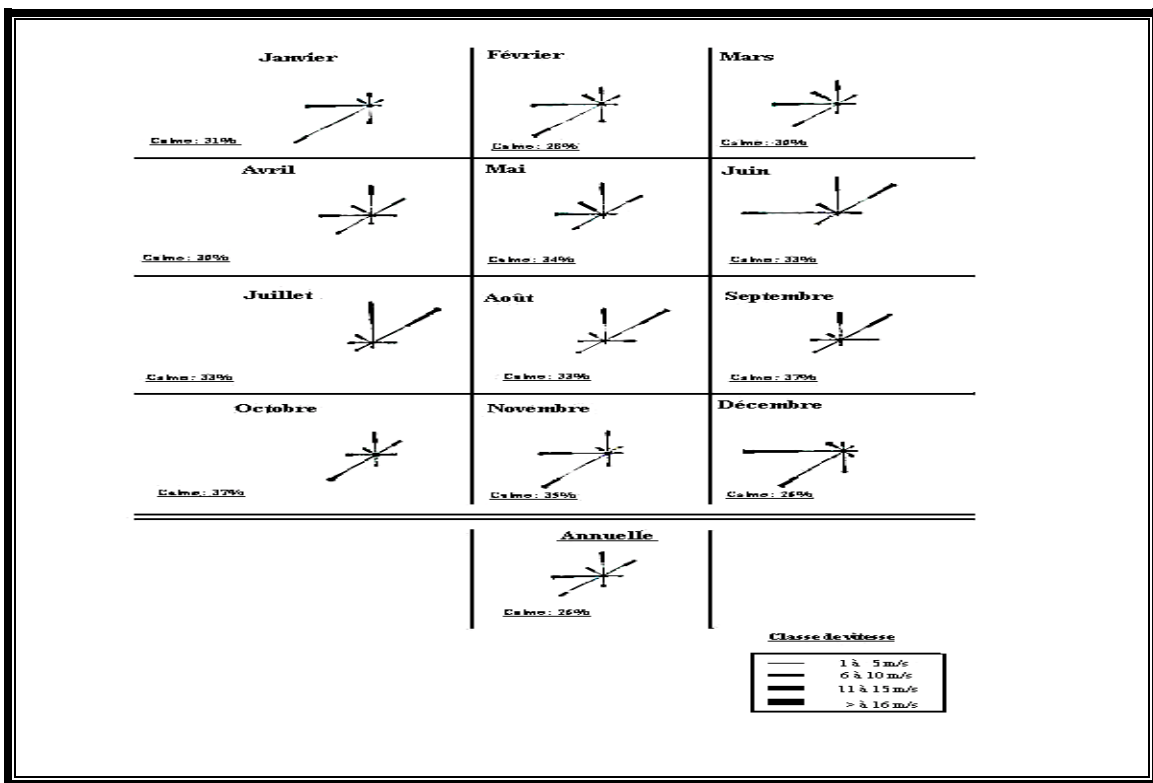 Janvier
Calme : 31%
Février
Calme : 28%
Mars
Calme : 30%
Avril
Calme : 30%
Mai
Calme : 34%
Juin
Calme : 33%
Juillet
Calme : 33%
Août
Calme : 33%
Septembre
Calme : 37%
Octobre
Calme : 37%
Novembre
Calme : 35%
Décembre
Calme : 26%
Annuelle
Calme : 26%
Classe de vitesse
1 à 5 m/s
6 à 10 m/s
11 à 15 m/s
> à 16 m/s